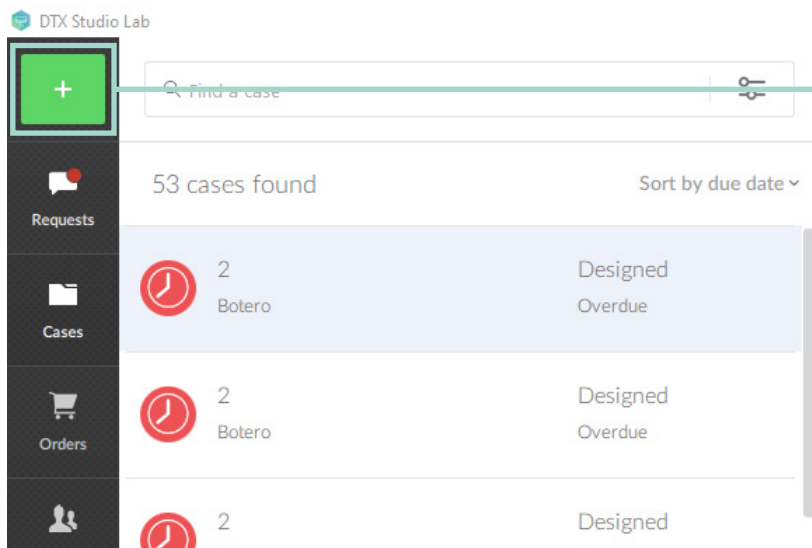 DTX Studio Lab
+
Find a case
53 cases found
Sort by due date
Requests
2
Designed
Botero
Overdue
Cases
2
Designed
Botero
Overdue
Orders
2
Designed